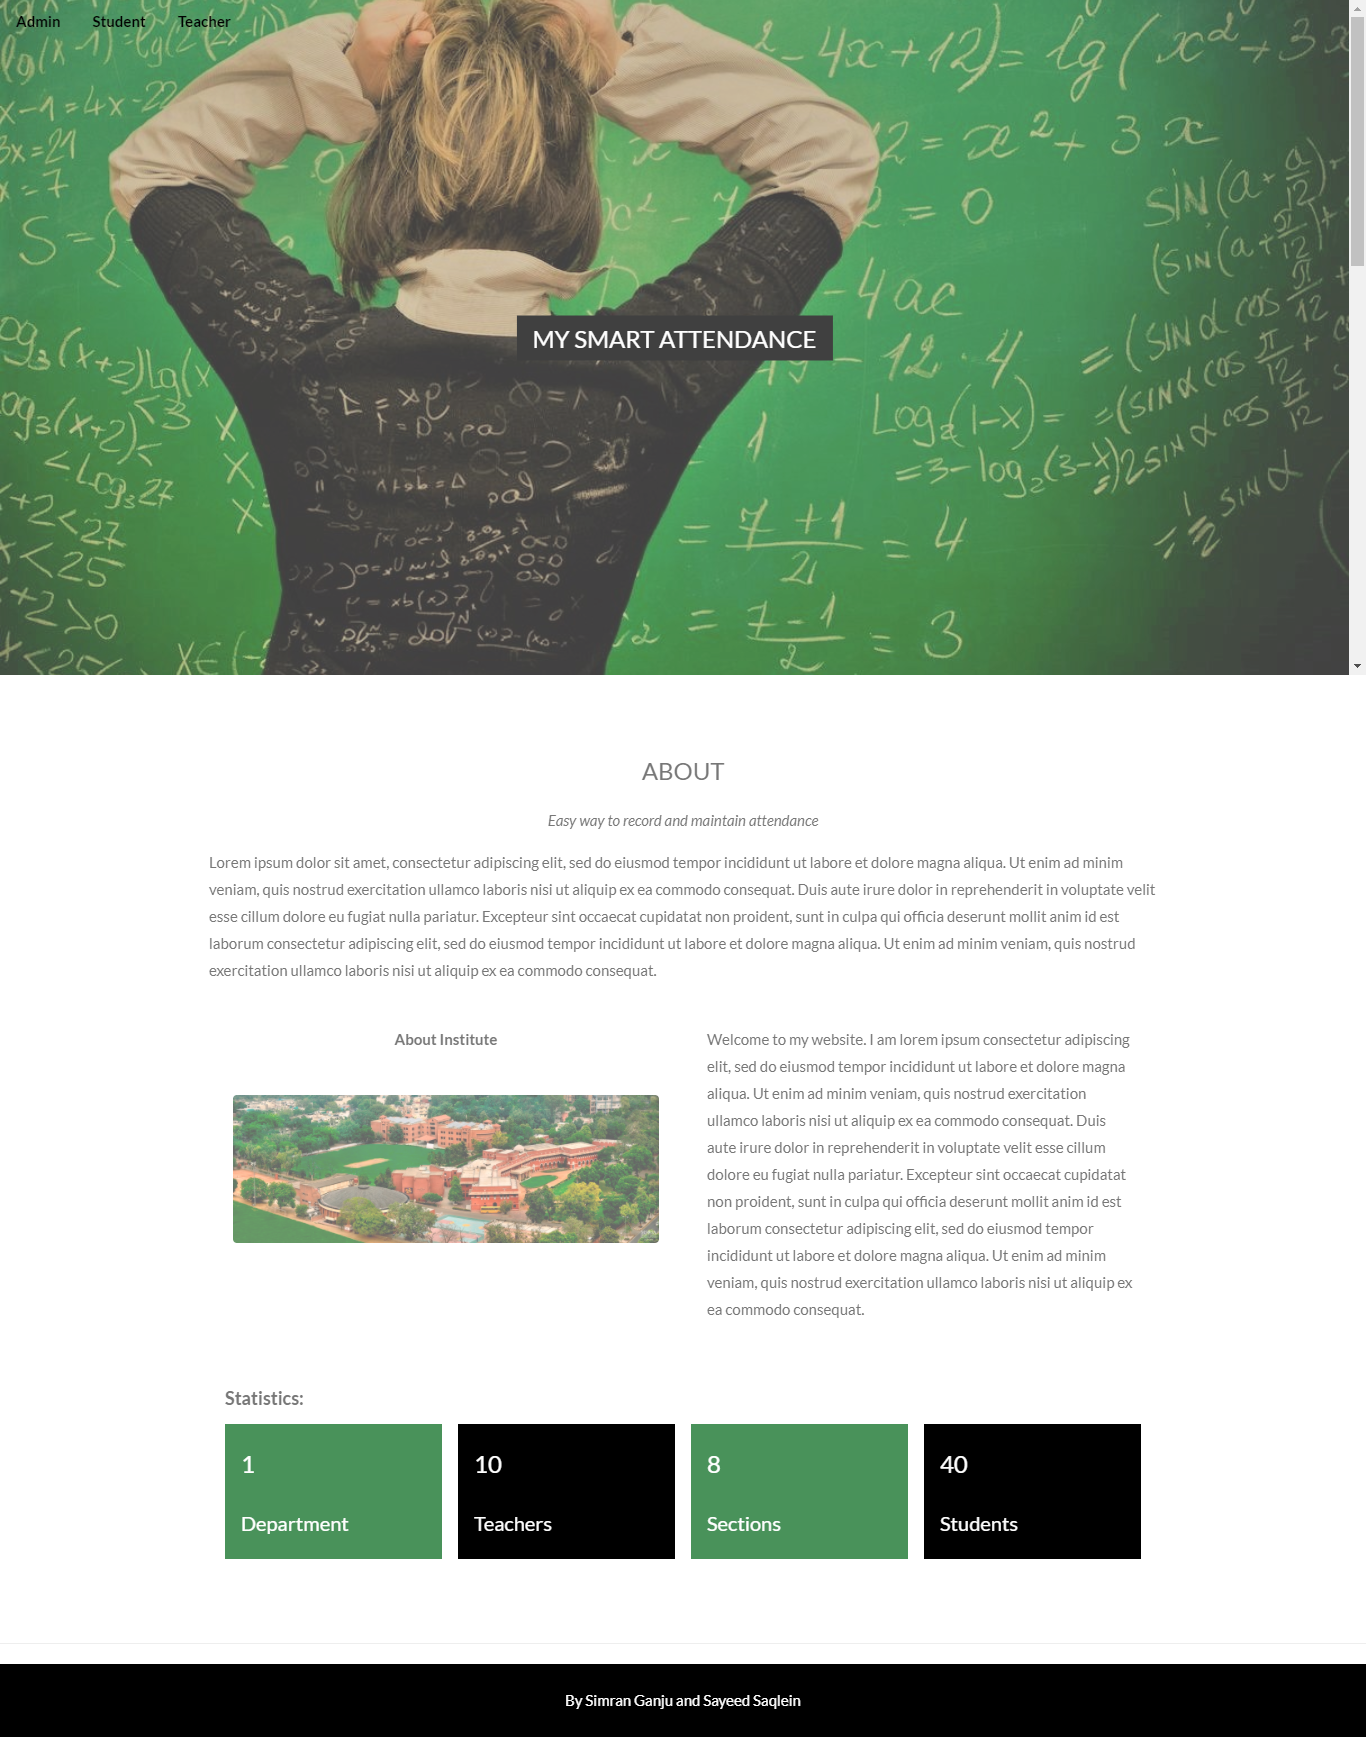 Admin Student Teacher
MY SMART ATTENDANCE
ABOUT
Easy way to record and maintain attendance
Lorem ipsum dolor sit amet, consectetur adipiscing elit, sed do eiusmod tempor incididunt ut labore et dolore magna aliqua. Ut enim ad minim
veniam, quis nostrud exercitation ullamco laboris nisi ut aliquip ex ea commodo consequat. Duis aute irure dolor in reprehenderit in voluptate velit
esse cillum dolore eu fugiat nulla pariatur. Excepteur sint occaecat cupidatat non proident, sunt in culpa qui officia deserunt mollit anim id est
laborum consectetur adipiscing elit, sed do eiusmod tempor incididunt ut labore et dolore magna aliqua. Ut enim ad minim veniam, quis nostrud
exercitation ullamco laboris nisi ut aliquip ex ea commodo consequat.
About Institute
Welcome to my website. I am lorem ipsum consectetur adipiscing
elit, sed do eiusmod tempor incididunt ut labore et dolore magna
aliqua. Ut enim ad minim veniam, quis nostrud exercitation
ullamco laboris nisi ut aliquip ex ea commodo consequat. Duis
aute irure dolor in reprehenderit in voluptate velit esse cillum
dolore eu fugiat nulla pariatur. Excepteur sint occaecat cupidatat
non proident, sunt in culpa qui officia deserunt mollit anim id est
laborum consectetur adipiscing elit, sed do eiusmod tempor
incididunt ut labore et dolore magna aliqua. Ut enim ad minim
veniam, quis nostrud exercitation ullamco laboris nisi ut aliquip ex
ea commodo consequat.
Statistics:
1
Department
10
Teachers
8
Sections
40
Students
By Simran Ganju and Sayeed Saqlein